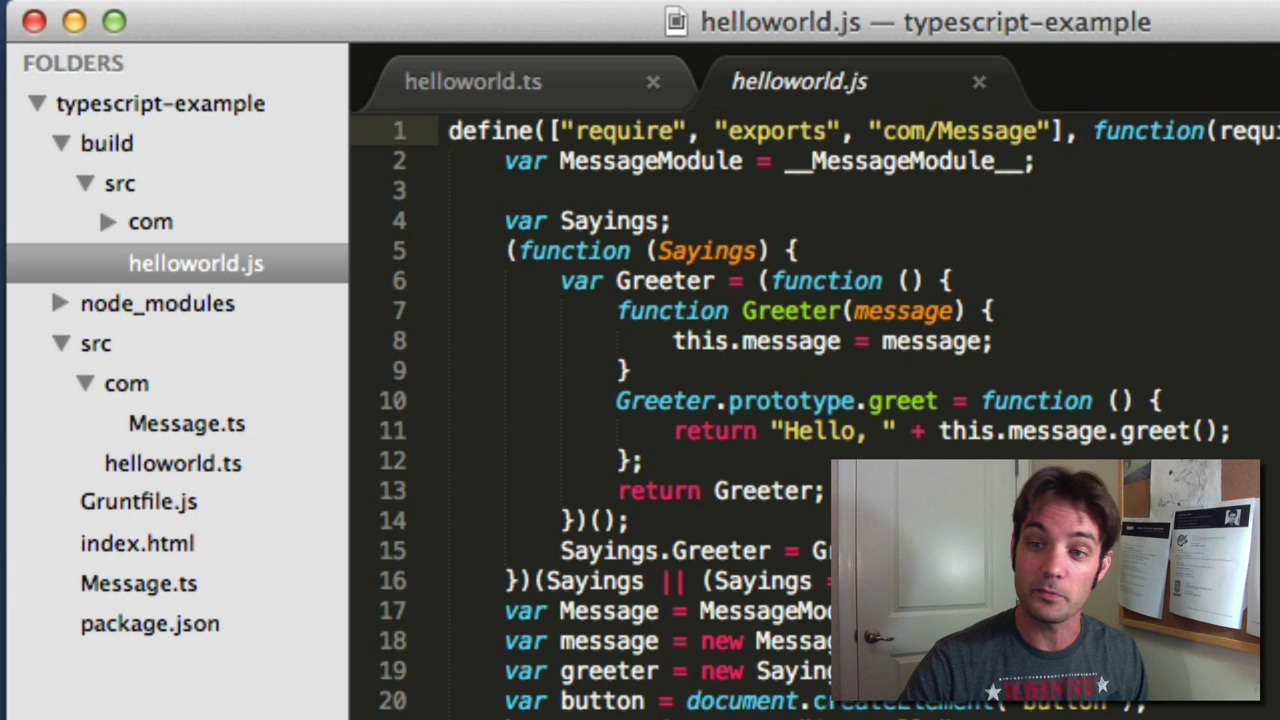 helloworld.js — typescript-example
FOLDERS
typescript-example
build
src
com
helloworld.js
node_modules
src
com
Message.ts
helloworld.ts
Gruntfile.js
index.html
Message.ts
package.json
helloworld.ts ×
helloworld.js ×
1 define(["require", "exports", "com/Message"], function(requi
2 var MessageModule = __MessageModule__;
3
4 var Sayings;
5 (function (Sayings) {
6 var Greeter = (function () {
7 function Greeter(message) {
8 this.message = message;
9 }
10 Greeter.prototype.greet = function () {
11 return "Hello, " + this.message.greet();
12 };
13 return Greeter;
14 })();
15 Sayings.Greeter = Gr
16 })(Sayings || (Sayings =
17 var Message = MessageMod
18 var message = new Messag
19 var greeter = new Saying
20 var button = document.createElement("button");
JOHNNY